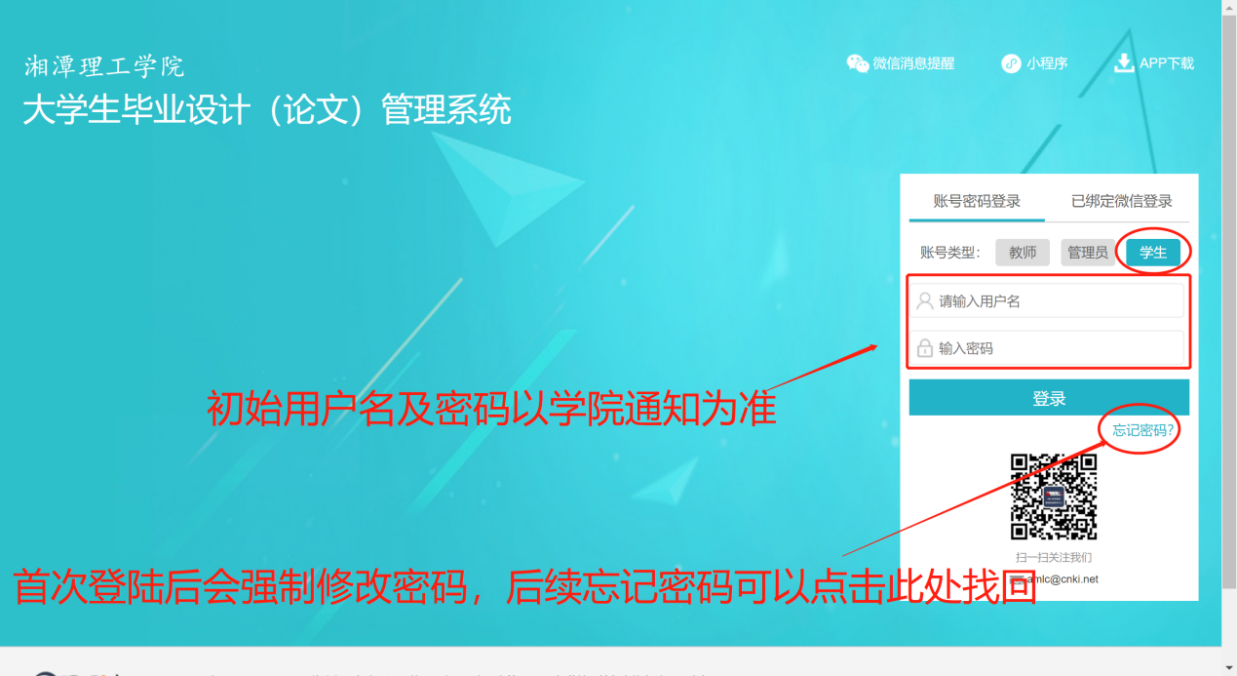 湘潭理工学院
大学生毕业设计（论文）管理系统
微信消息提醒 小程序 APP下载
账号密码登录 已绑定微信登录
账号类型： 教师 管理员 学生
请输入用户名
输入密码
初始用户名及密码以学院通知为准
登录
忘记密码?
扫一扫关注我们
amlc@cnki.net
首次登陆后会强制修改密码，后续忘记密码可以点击此处找回